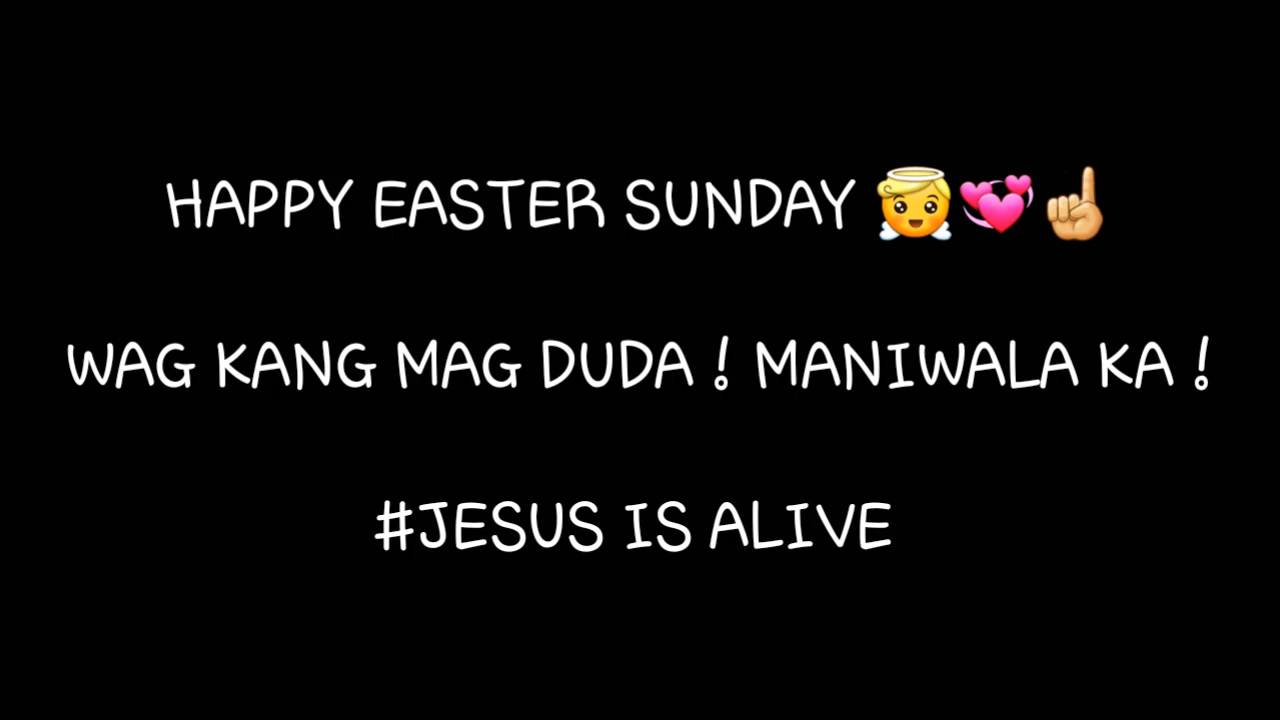 HAPPY EASTER SUNDAY 👼💞☝🏼
WAG KANG MAG DUDA ! MANIWALA KA !
#JESUS IS ALIVE